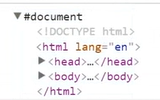 ▼#document
<!DOCTYPE html>
<html lang="en">
▶<head>…</head>
▶<body>…</body>
</html>